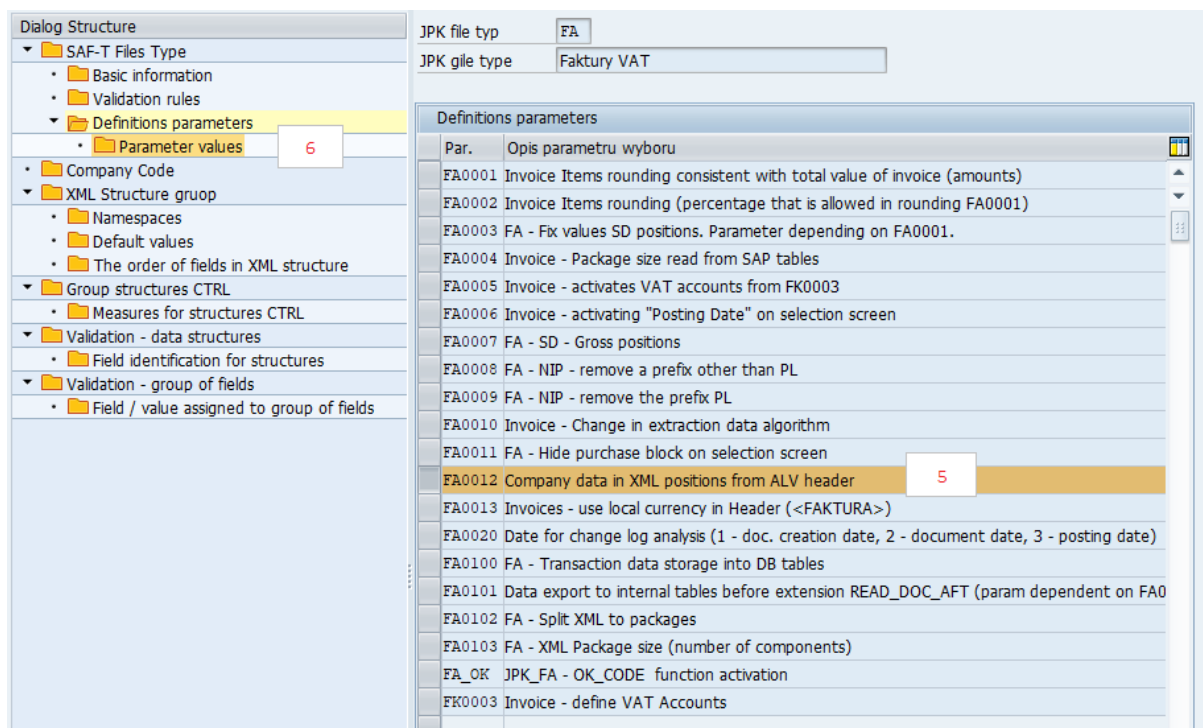 Dialog Structure
SAF-T Files Type
Basic information
Validation rules
Definitions parameters
Parameter values
6
Company Code
XML Structure gruop
Namespaces
Default values
The order of fields in XML structure
Group structures CTRL
Measures for structures CTRL
Validation - data structures
Field identification for structures
Validation - group of fields
Field / value assigned to group of fields
JPK file typ FA
JPK gile type Faktury VAT
Definitions parameters
Par. Opis parametru wyboru
FA0001 Invoice Items rounding consistent with total value of invoice (amounts)
FA0002 Invoice Items rounding (percentage that is allowed in rounding FA0001)
FA0003 FA - Fix values SD positions. Parameter depending on FA0001.
FA0004 Invoice - Package size read from SAP tables
FA0005 Invoice - activates VAT accounts from FK0003
FA0006 Invoice - activating "Posting Date" on selection screen
FA0007 FA - SD - Gross positions
FA0008 FA - NIP - remove a prefix other than PL
FA0009 FA - NIP - remove the prefix PL
FA0010 Invoice - Change in extraction data algorithm
FA0011 FA - Hide purchase block on selection screen
FA0012 Company data in XML positions from ALV header
5
FA0013 Invoices - use local currency in Header (<FAKTURA>)
FA0020 Date for change log analysis (1 - doc. creation date, 2 - document date, 3 - posting date)
FA0100 FA - Transaction data storage into DB tables
FA0101 Data export to internal tables before extension READ_DOC_AFT (param dependent on FA0
FA0102 FA - Split XML to packages
FA0103 FA - XML Package size (number of components)
FA_OK JPK_FA - OK_CODE function activation
FK0003 Invoice - define VAT Accounts